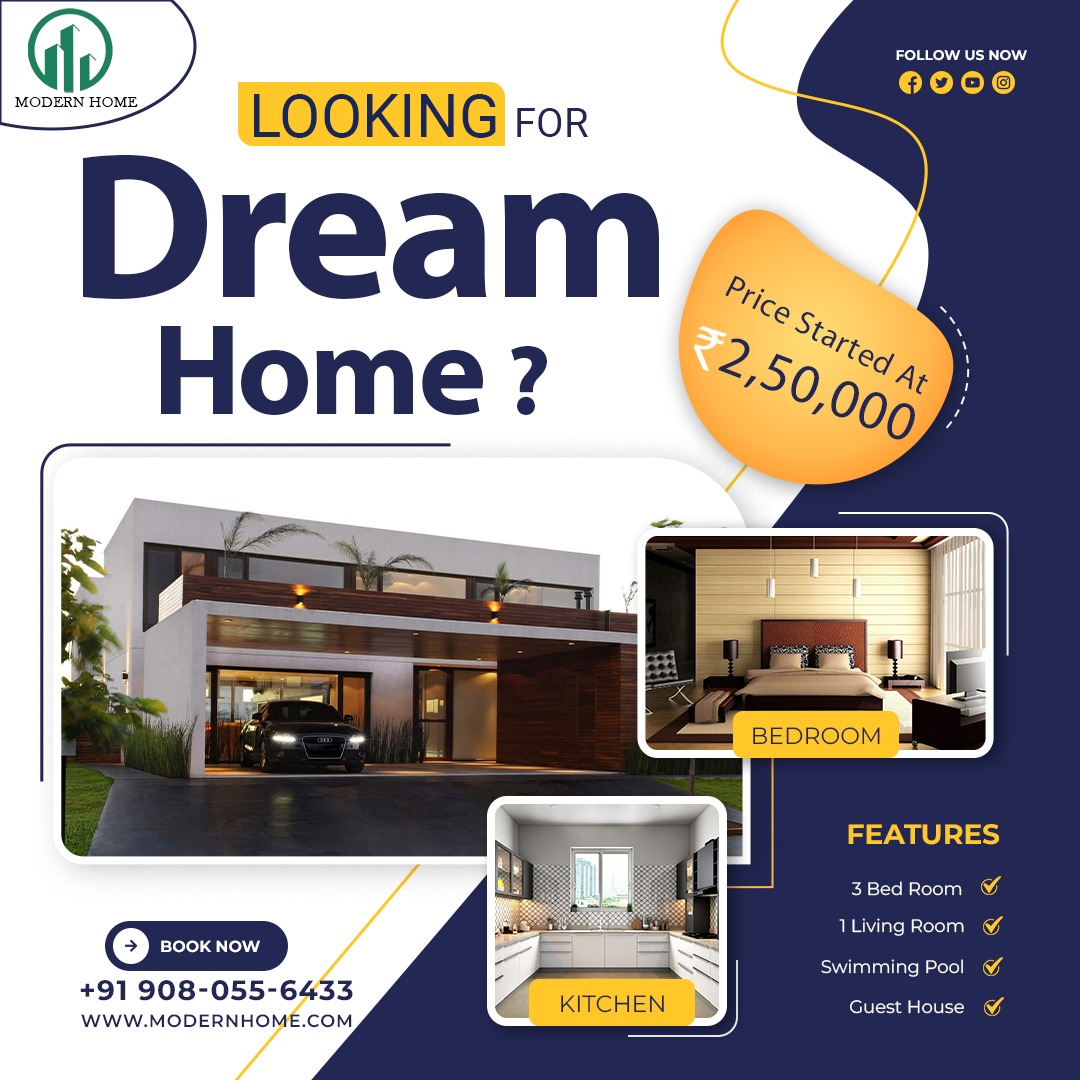 MODERN HOME
FOLLOW US NOW
LOOKING FOR
Dream
Home ?
Price Started At
₹2,50,000
BEDROOM
KITCHEN
FEATURES
3 Bed Room
1 Living Room
Swimming Pool
Guest House
BOOK NOW
+91 908-055-6433
WWW.MODERNHOME.COM